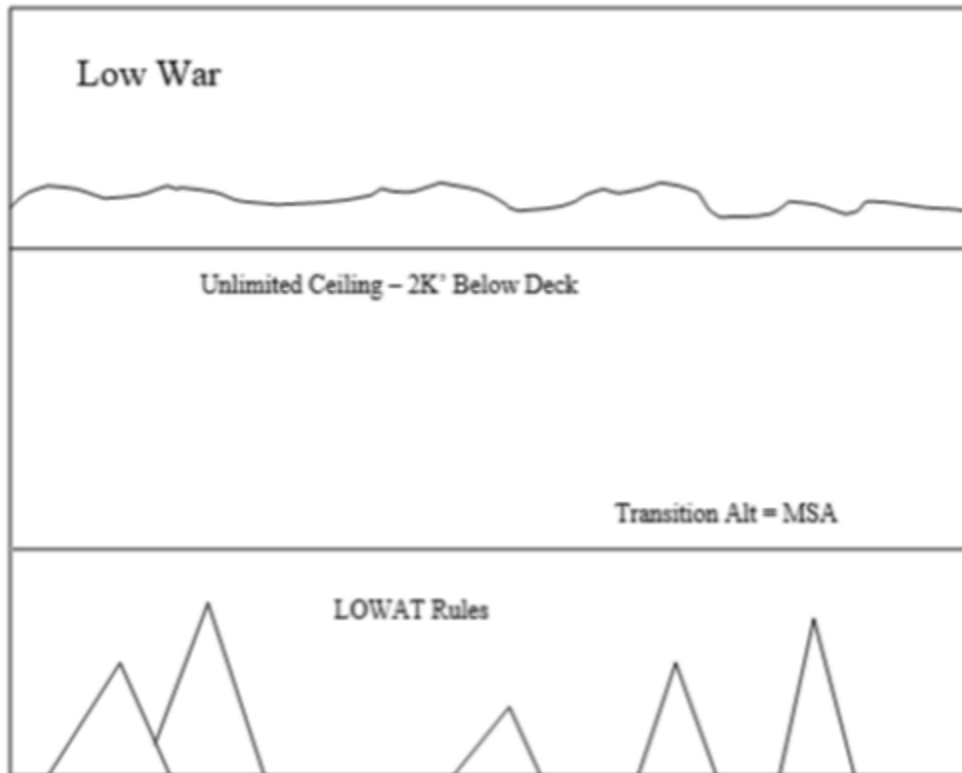 Low War
Unlimited Ceiling – 2K’ Below Deck
Transition Alt = MSA
LOWAT Rules